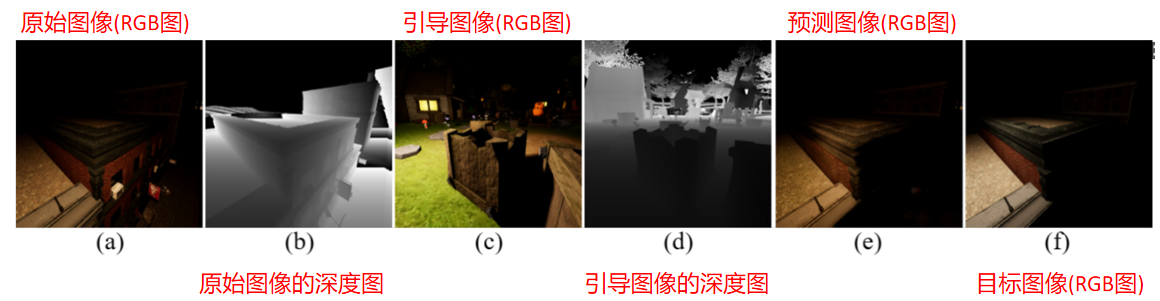 原始图像(RGB图) 引导图像(RGB图) 预测图像(RGB图)
(a) (b) (c) (d) (e) (f)
原始图像的深度图 引导图像的深度图 目标图像(RGB图)